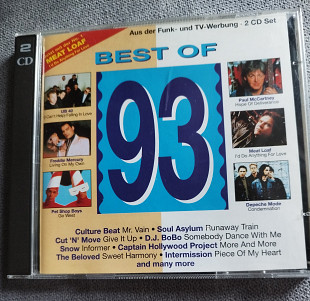 2
CD
Aus der Funk- und TV-Werbung · 2 CD Set
MEAT LOAF
I'd Do Anything For Love
BEST OF
93
UB 40
Can't Help Falling In Love
Freddie Mercury
Living On My Own
Pet Shop Boys
Go West
Paul McCartney
Hope Of Deliverance
Meat Loaf
I'd Do Anything For Love
Depeche Mode
Condemnation
Culture Beat Mr. Vain · Soul Asylum Runaway Train
Cut 'N' Move Give It Up · D.J. BoBo Somebody Dance With Me
Snow Informer · Captain Hollywood Project More And More
The Beloved Sweet Harmony · Intermission Piece Of My Heart
and many more